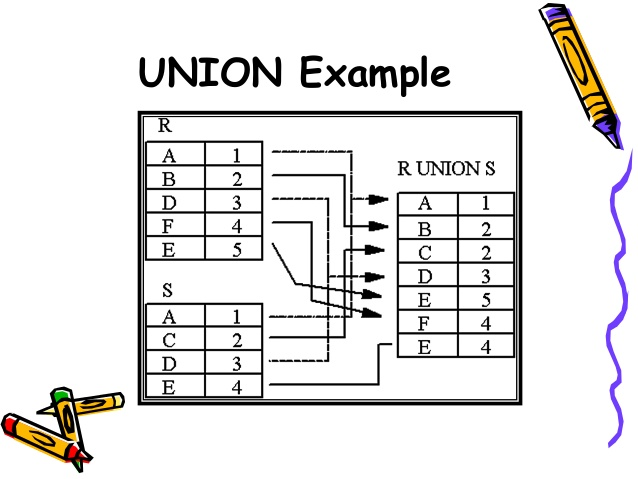 UNION Example
R
A 1
B 2
D 3
F 4
E 5
S
A 1
C 2
D 3
E 4
R UNION S
A 1
B 2
C 2
D 3
E 5
F 4
E 4